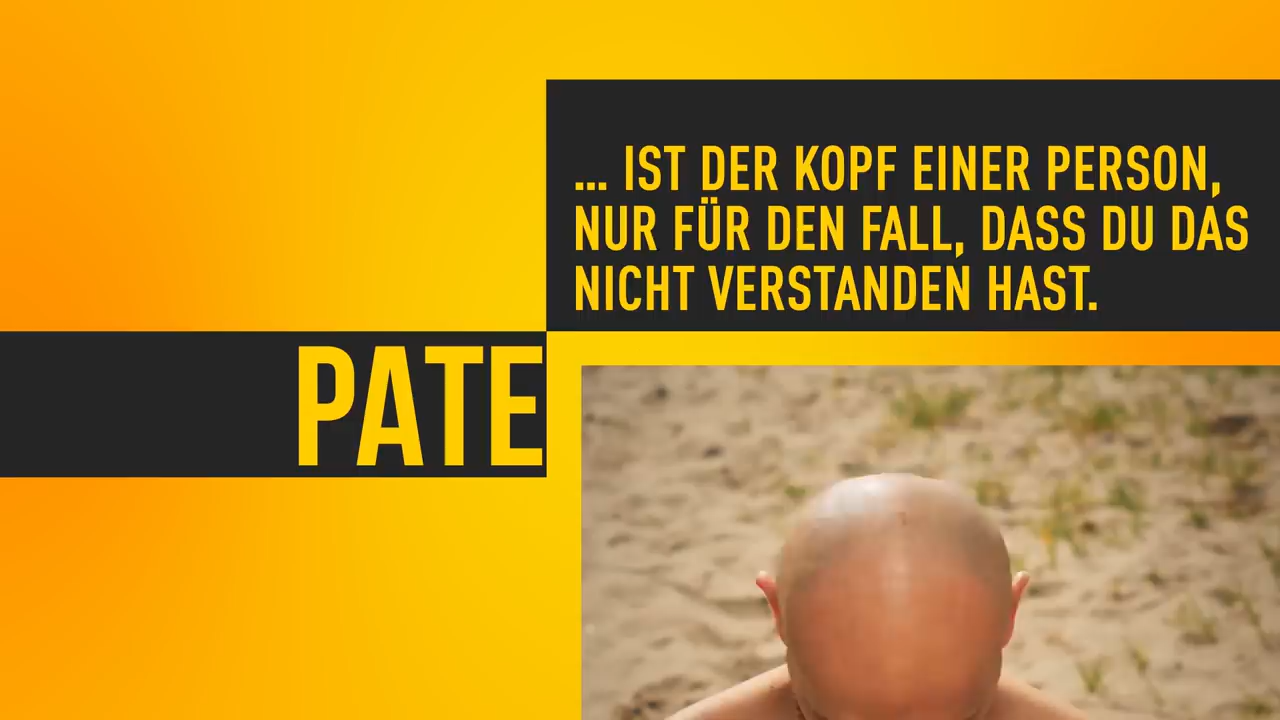 ... IST DER KOPF EINER PERSON,
NUR FÜR DEN FALL, DASS DU DAS
NICHT VERSTANDEN HAST.
PATE